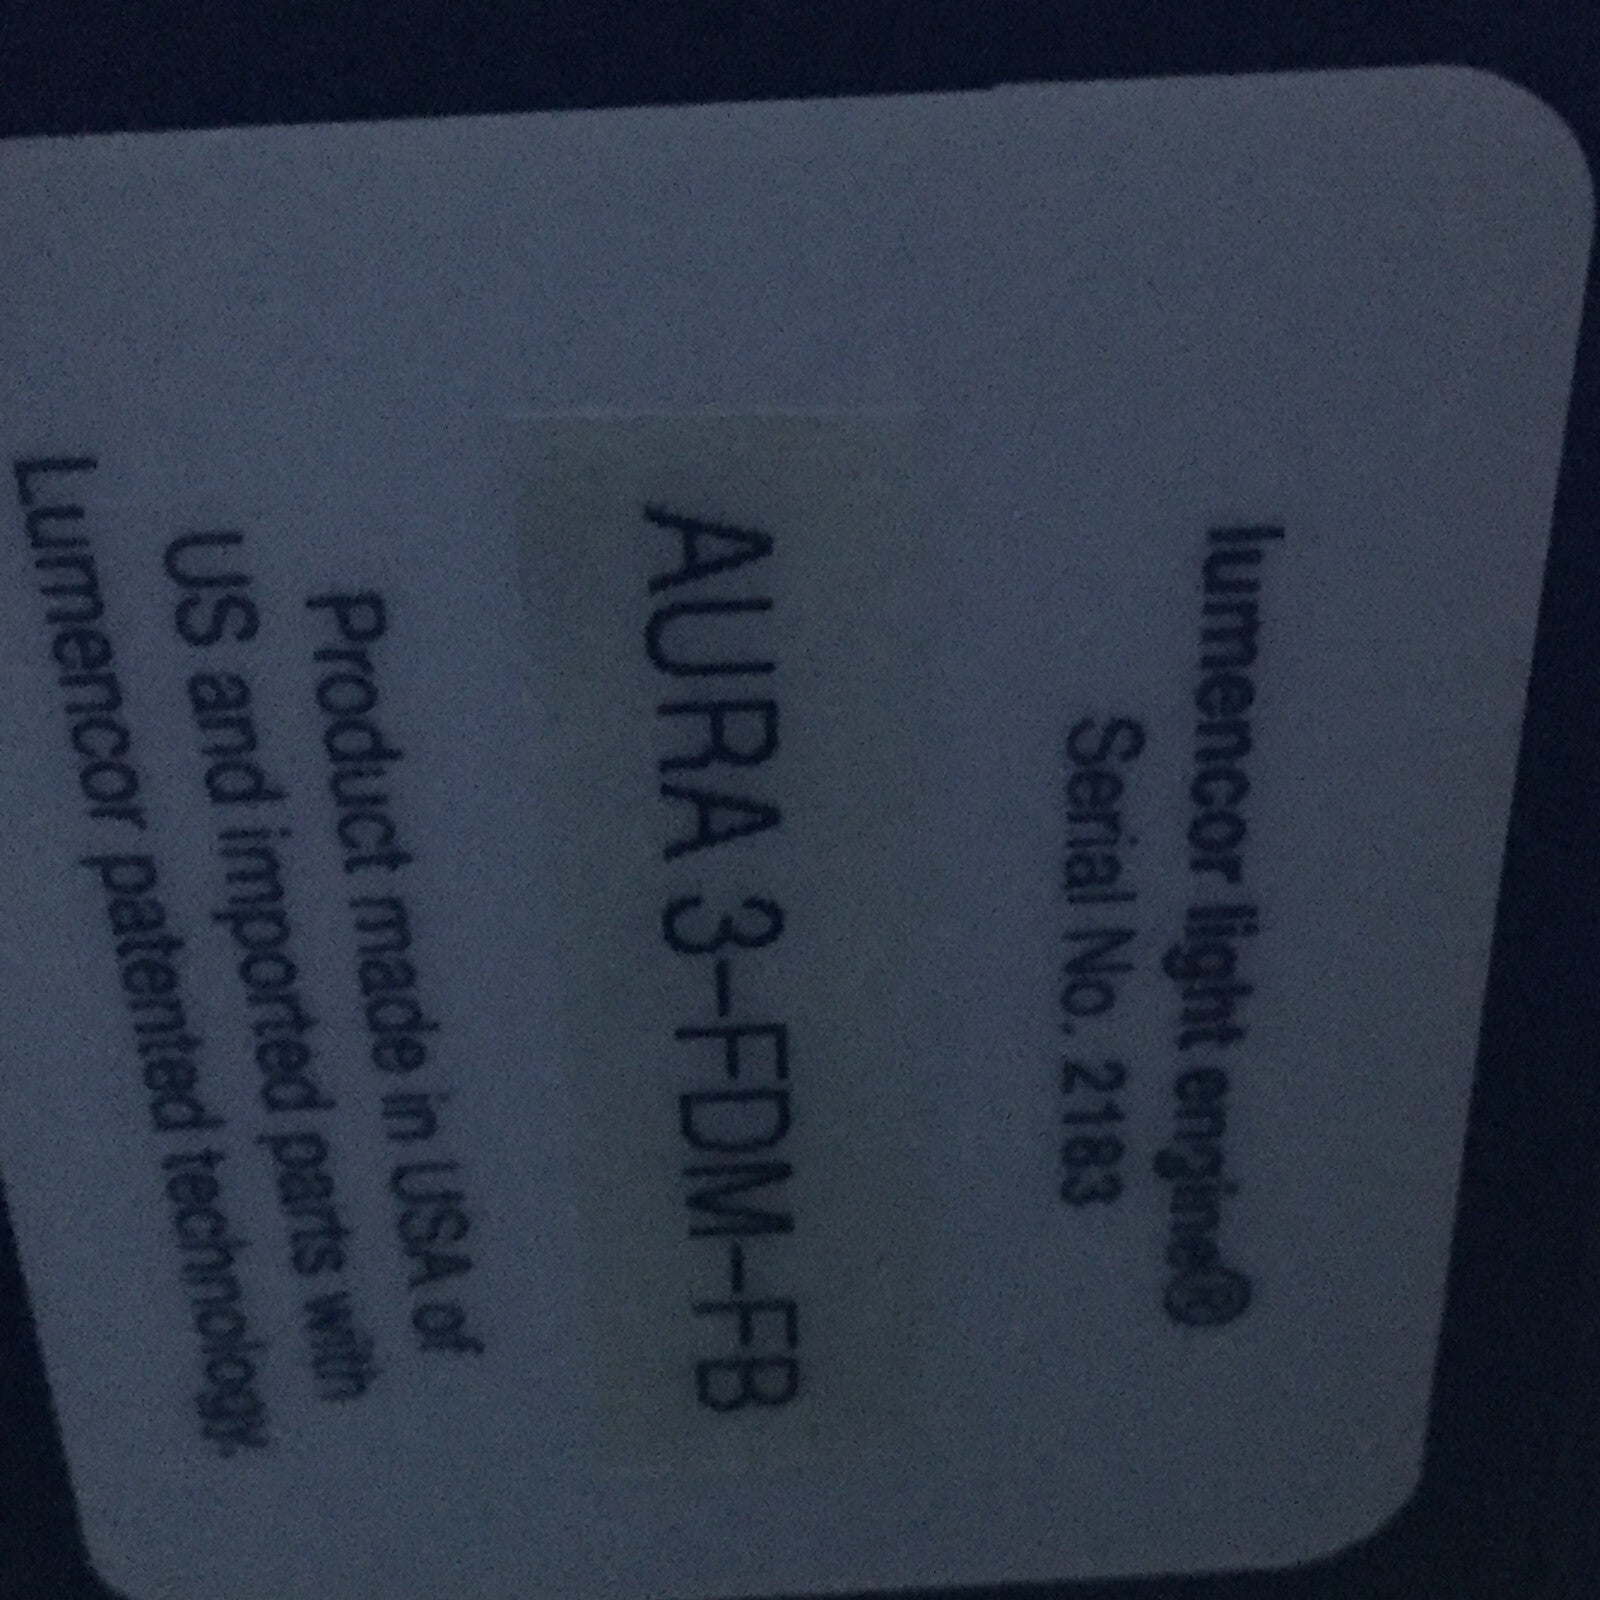 lumencor light engine®
Serial No. 2183
AURA 3-FDM-FB
Product made in USA of
US and imported parts with
Lumencor patented technology.